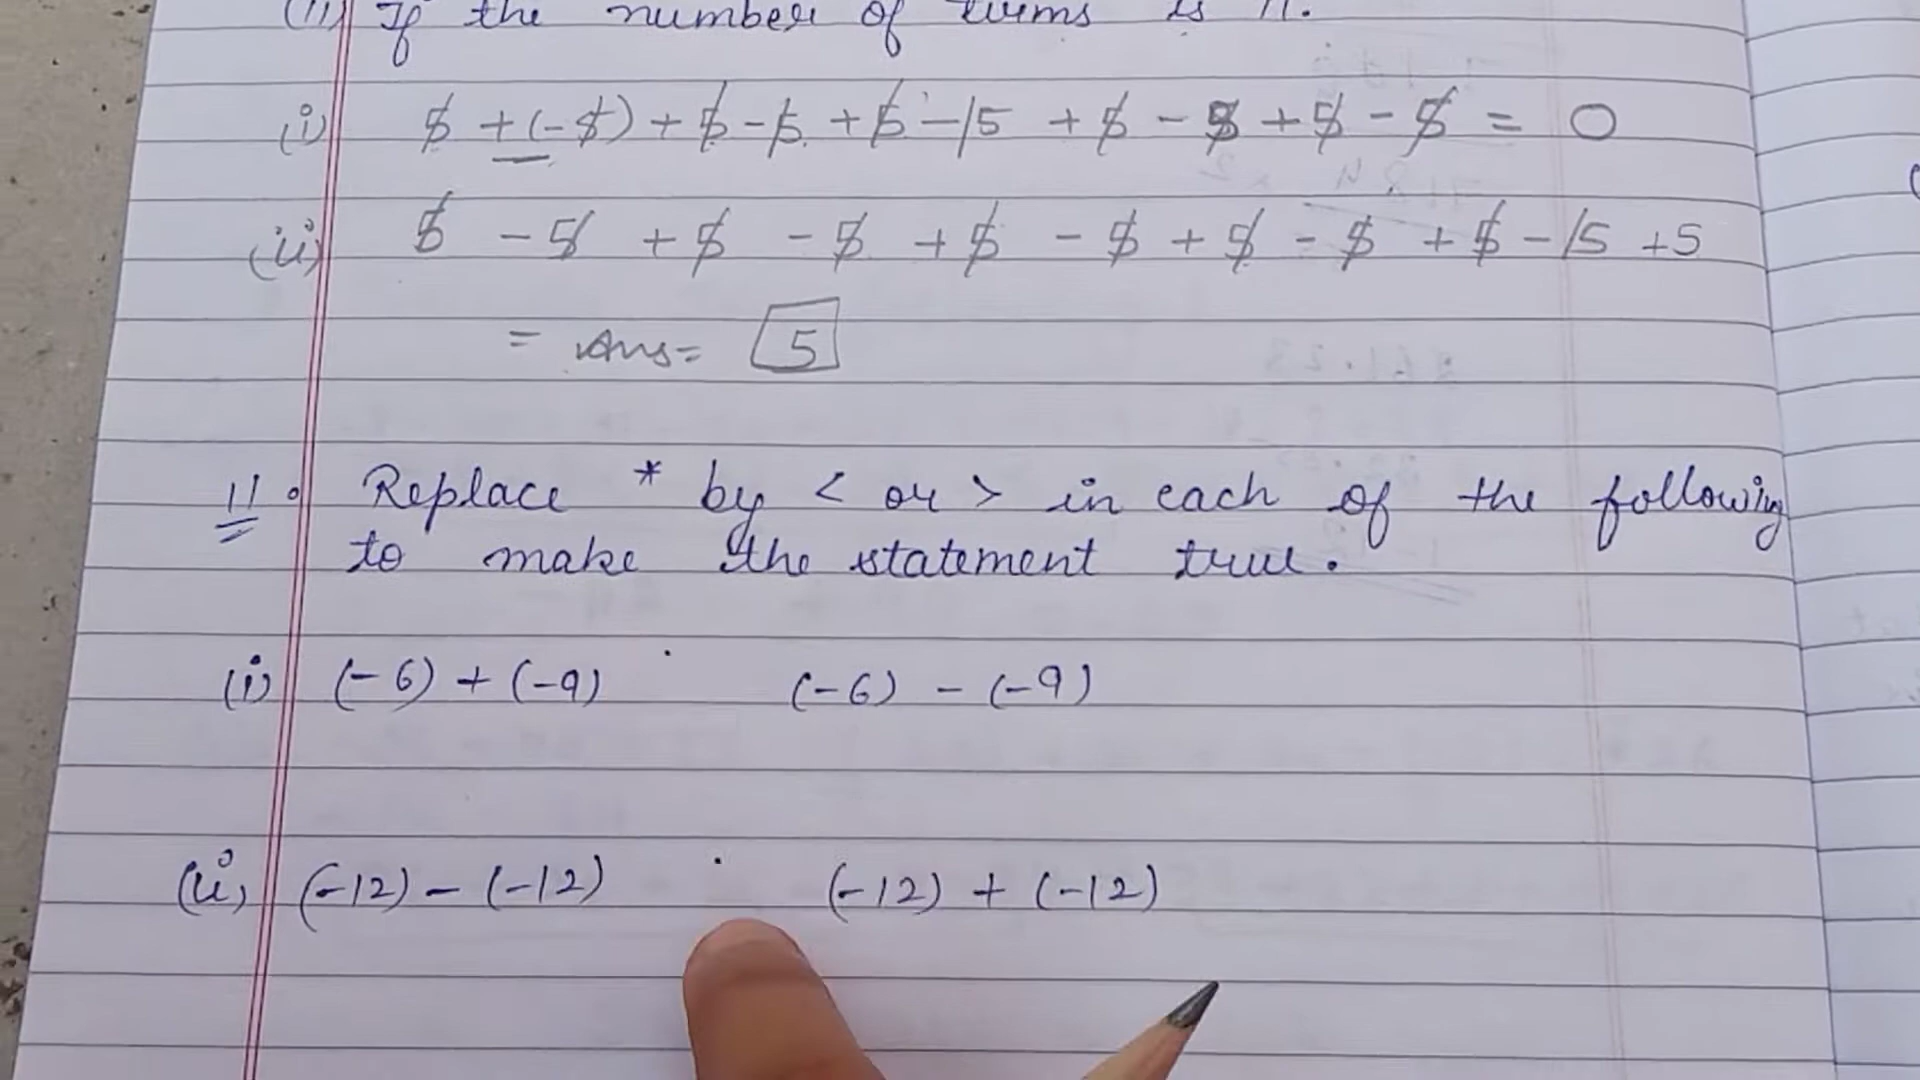 (ii) If the number of terms is 11.
(i) 5 + (-5) + 5 - 5 + 5 - 5 + 5 - 5 + 5 - 5 = 0
(ii) 5 - 5 + 5 - 5 + 5 - 5 + 5 - 5 + 5 - 5 + 5
= Ans = 5
11. Replace * by < or > in each of the following
to make the statement true.
(i) (-6) + (-9) (-6) - (-9)
(ii) (-12) - (-12) (-12) + (-12)